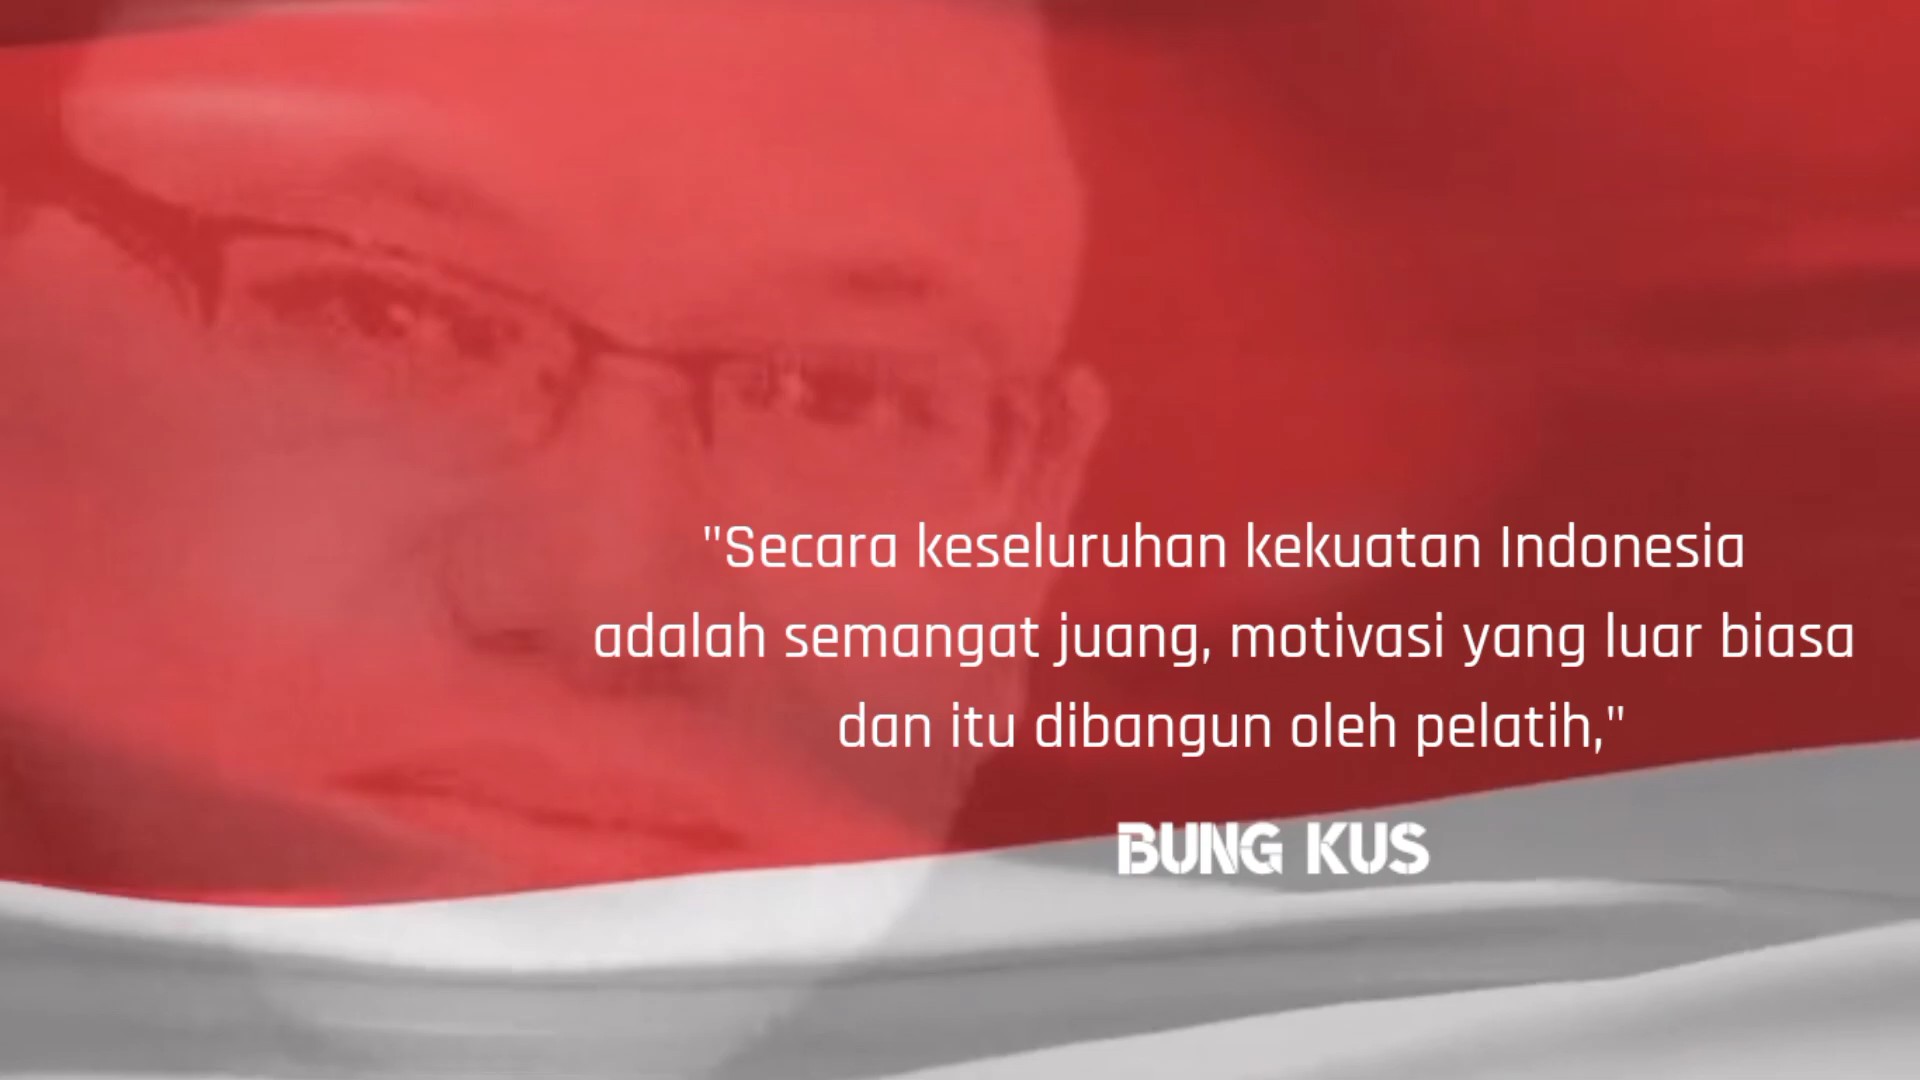 "Secara keseluruhan kekuatan Indonesia
adalah semangat juang, motivasi yang luar biasa
dan itu dibangun oleh pelatih,"
BUNG KUS